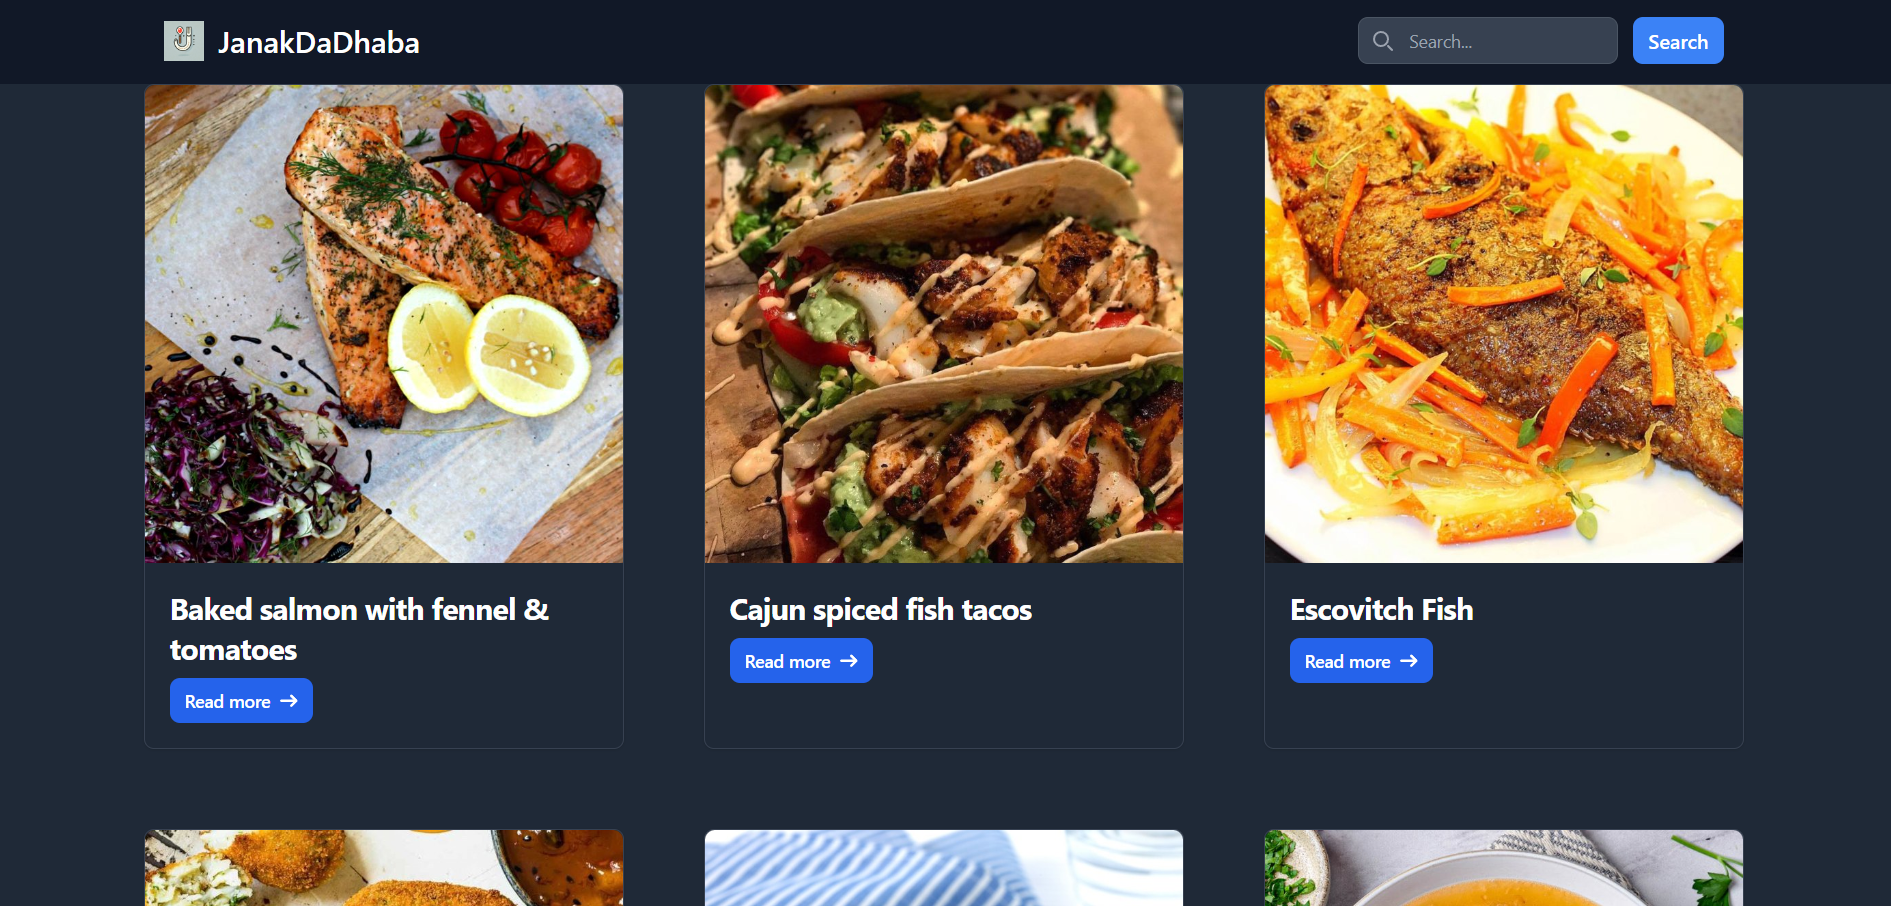 JanakDaDhaba
Search...
Search
Baked salmon with fennel &
tomatoes
Read more
Cajun spiced fish tacos
Read more
Escovitch Fish
Read more